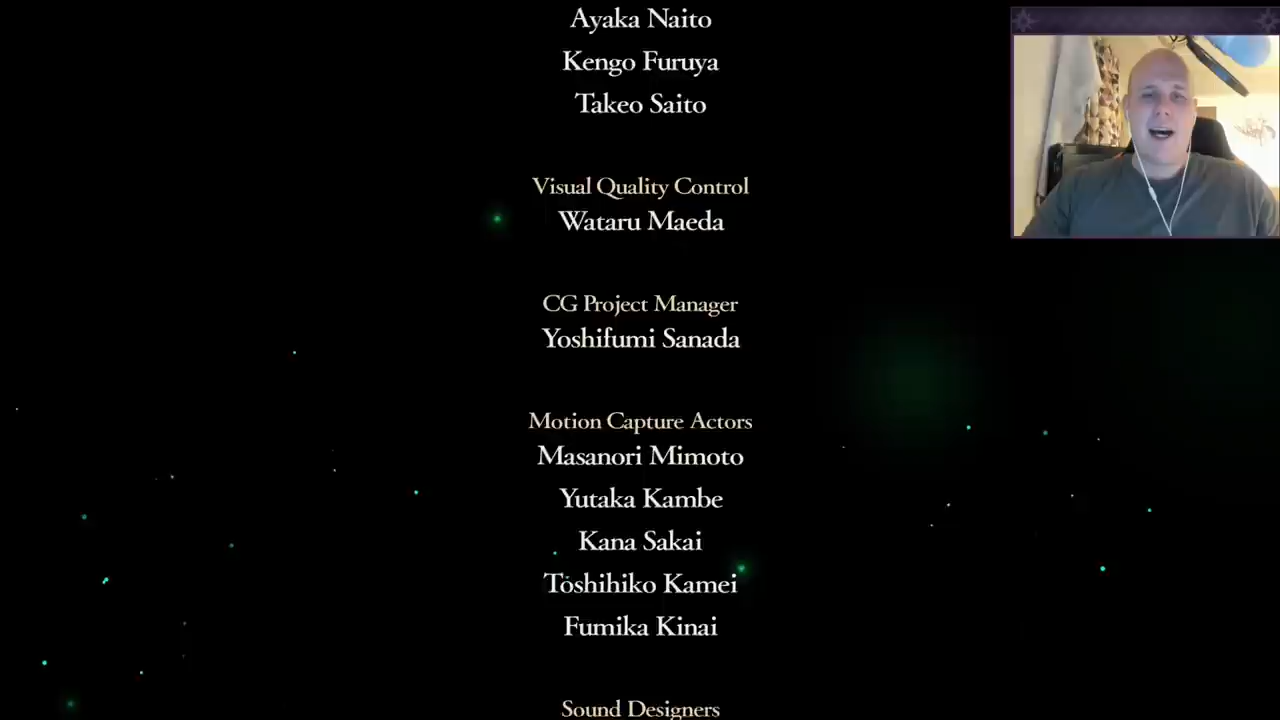 Ayaka Naito
Kengo Furuya
Takeo Saito
Visual Quality Control
Wataru Maeda
CG Project Manager
Yoshifumi Sanada
Motion Capture Actors
Masanori Mimoto
Yutaka Kambe
Kana Sakai
Toshihiko Kamei
Fumika Kinai
Sound Designers